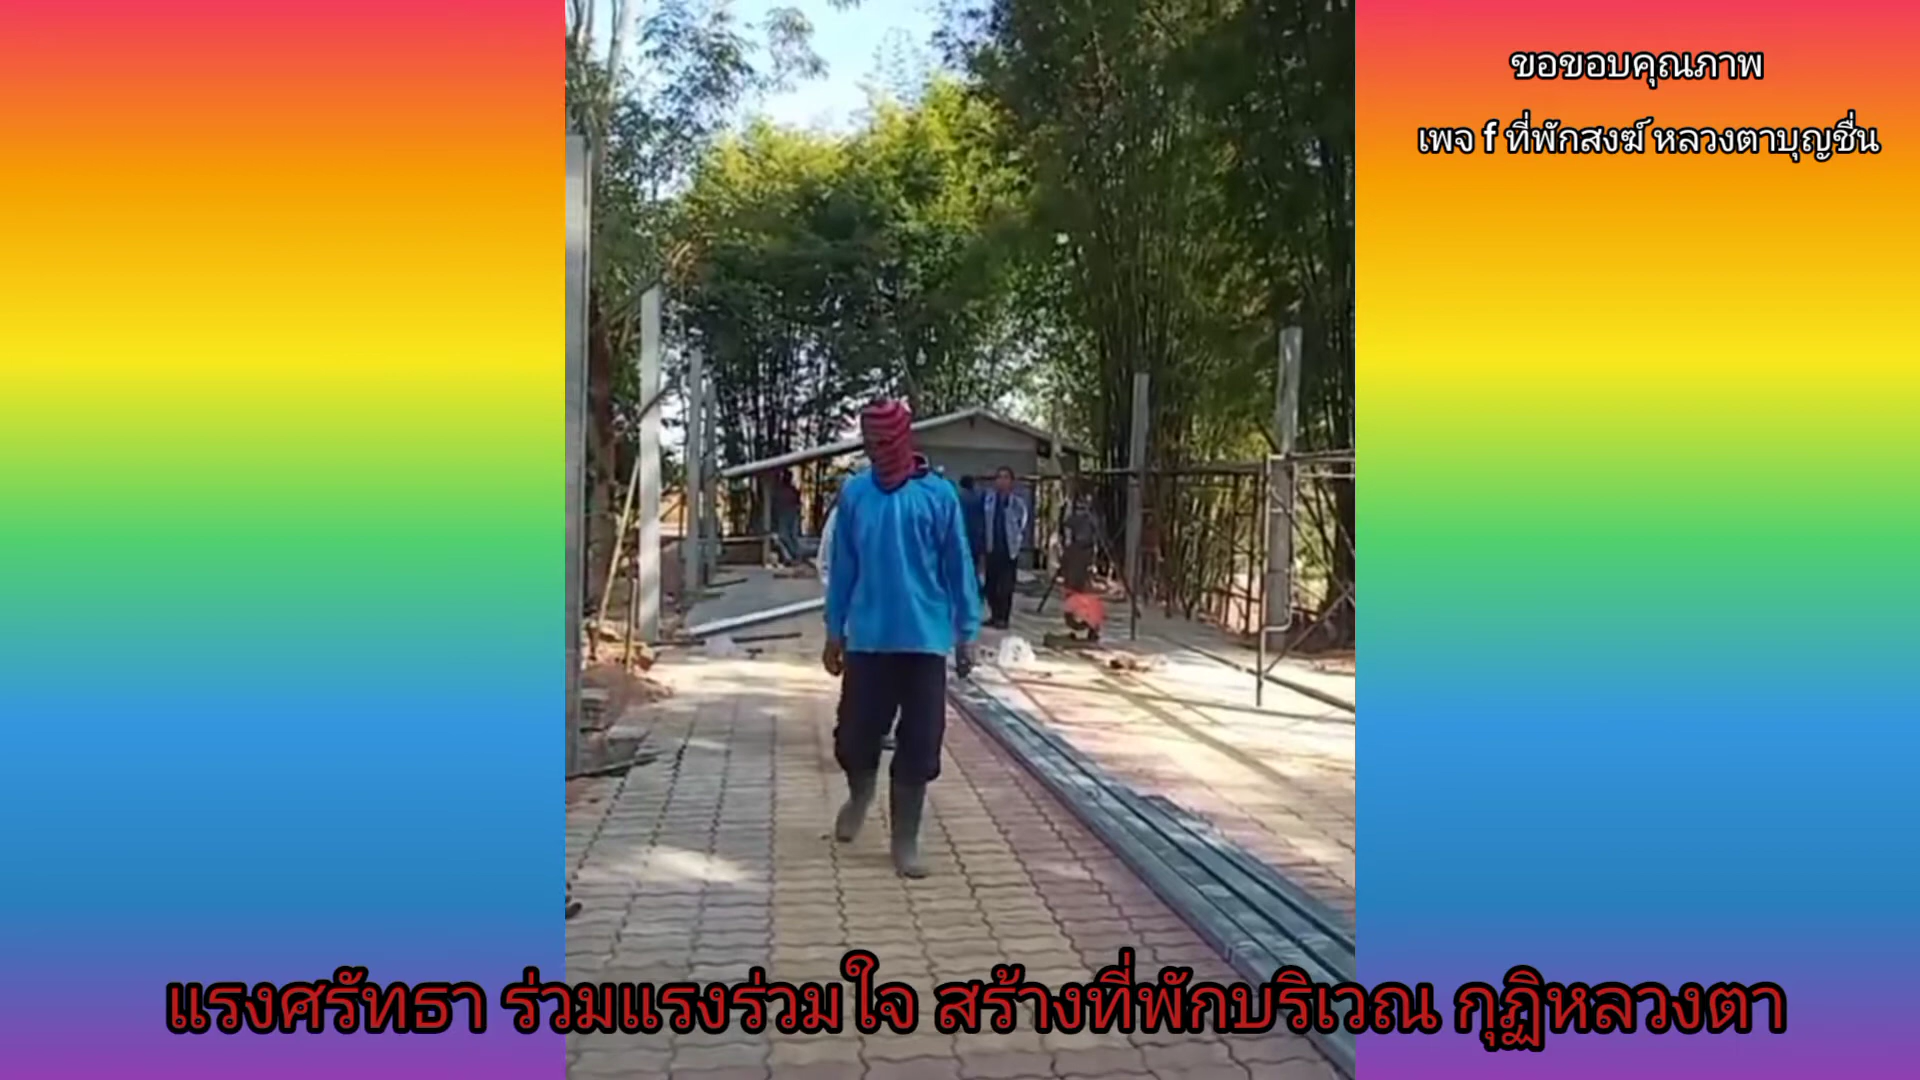 ขอขอบคุณภาพ
เพจ f ที่พักสงฆ์ หลวงตาบุญชื่น
แรงศรัทธา ร่วมแรงร่วมใจ สร้างที่พักบริเวณ กุฏิหลวงตา